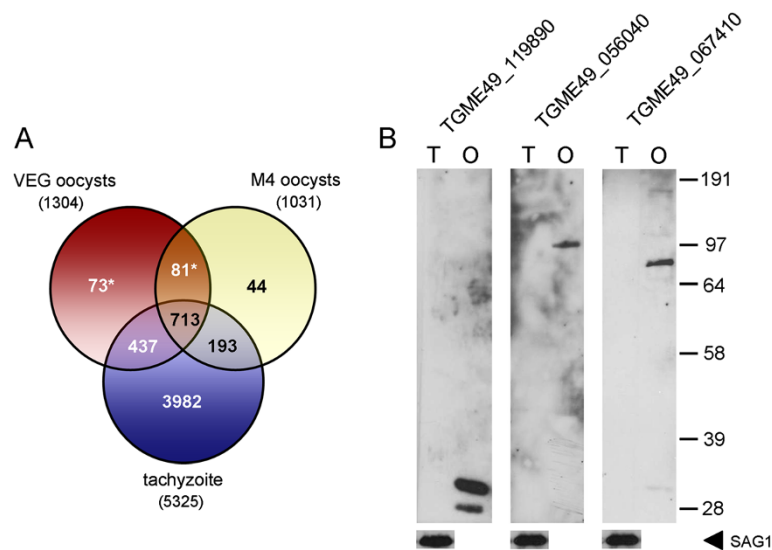 A
VEG oocysts
(1304)
M4 oocysts
(1031)
73*
81*
44
713
437
193
3982
tachyzoite
(5325)
B
TGME49_119890
TGME49_056040
TGME49_067410
T O T O T O
191
97
64
58
39
28
SAG1